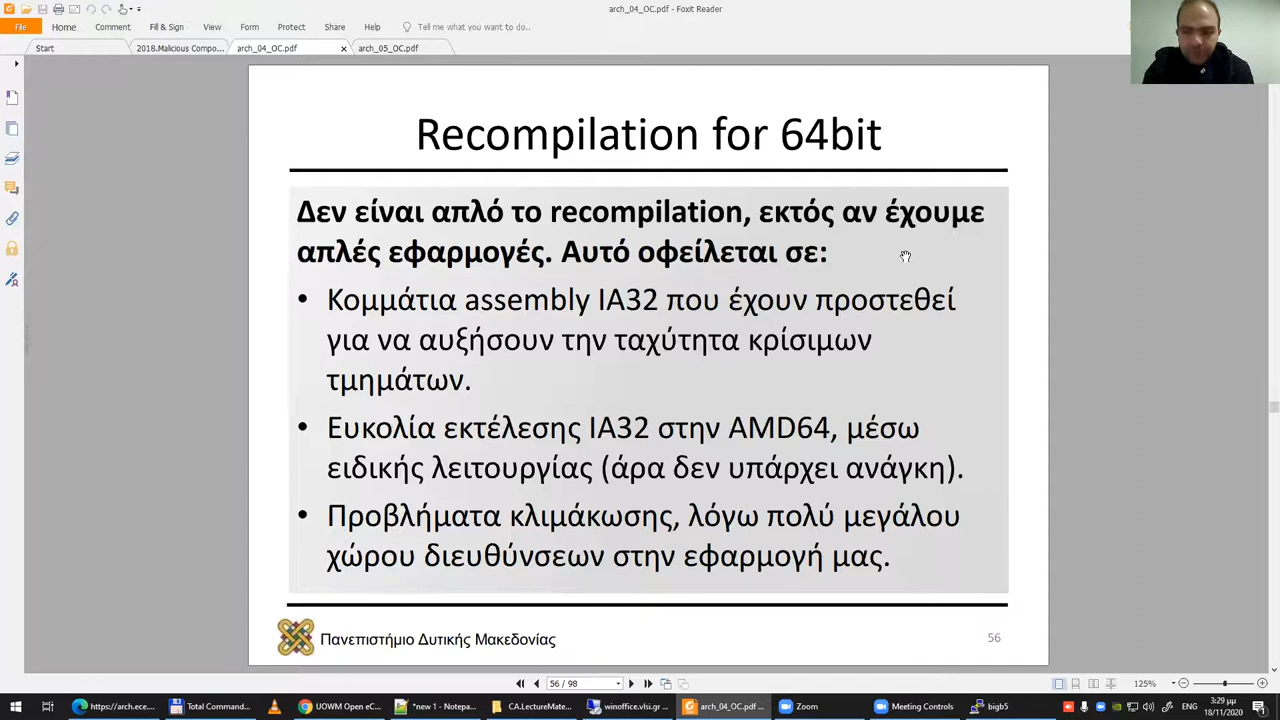 arch_04_OC.pdf - Foxit Reader
File Home Comment Fill & Sign View Form Protect Share Help Tell me what you want to do..
Start 2018.Malicious Compo... arch_04_OC.pdf arch_05_OC.pdf
Recompilation for 64bit
Δεν είναι απλό το recompilation, εκτός αν έχουμε
απλές εφαρμογές. Αυτό οφείλεται σε:
• Κομμάτια assembly IA32 που έχουν προστεθεί
για να αυξήσουν την ταχύτητα κρίσιμων
τμημάτων.
• Ευκολία εκτέλεσης IA32 στην AMD64, μέσω
ειδικής λειτουργίας (άρα δεν υπάρχει ανάγκη).
• Προβλήματα κλιμάκωσης, λόγω πολύ μεγάλου
χώρου διευθύνσεων στην εφαρμογή μας.
Πανεπιστήμιο Δυτικής Μακεδονίας
56
56 / 98
125%
https://arch.ece.... Total Command... UOWM Open eC... *new 1 - Notepa... CA.LectureMate... winoffice.vlsi.gr ... arch_04_OC.pdf ... Zoom Meeting Controls bigb5
3:29 μμ
18/11/2020